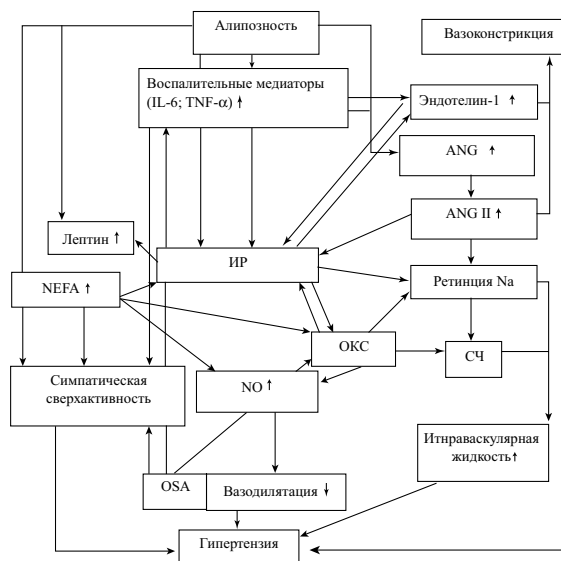 Алипозность
Вазоконстрикция
Воспалительные медиаторы
(IL-6; TNF-α) ↑
Эндотелин-1 ↑
ANG ↑
ANG II ↑
Лептин ↑
ИР
Ретинция Na
NEFA ↑
ОКС
СЧ
Симпатическая
сверхактивность
NO ↑
Итнраваскулярная
жидкость↑
OSA
Вазодилятация ↓
Гипертензия